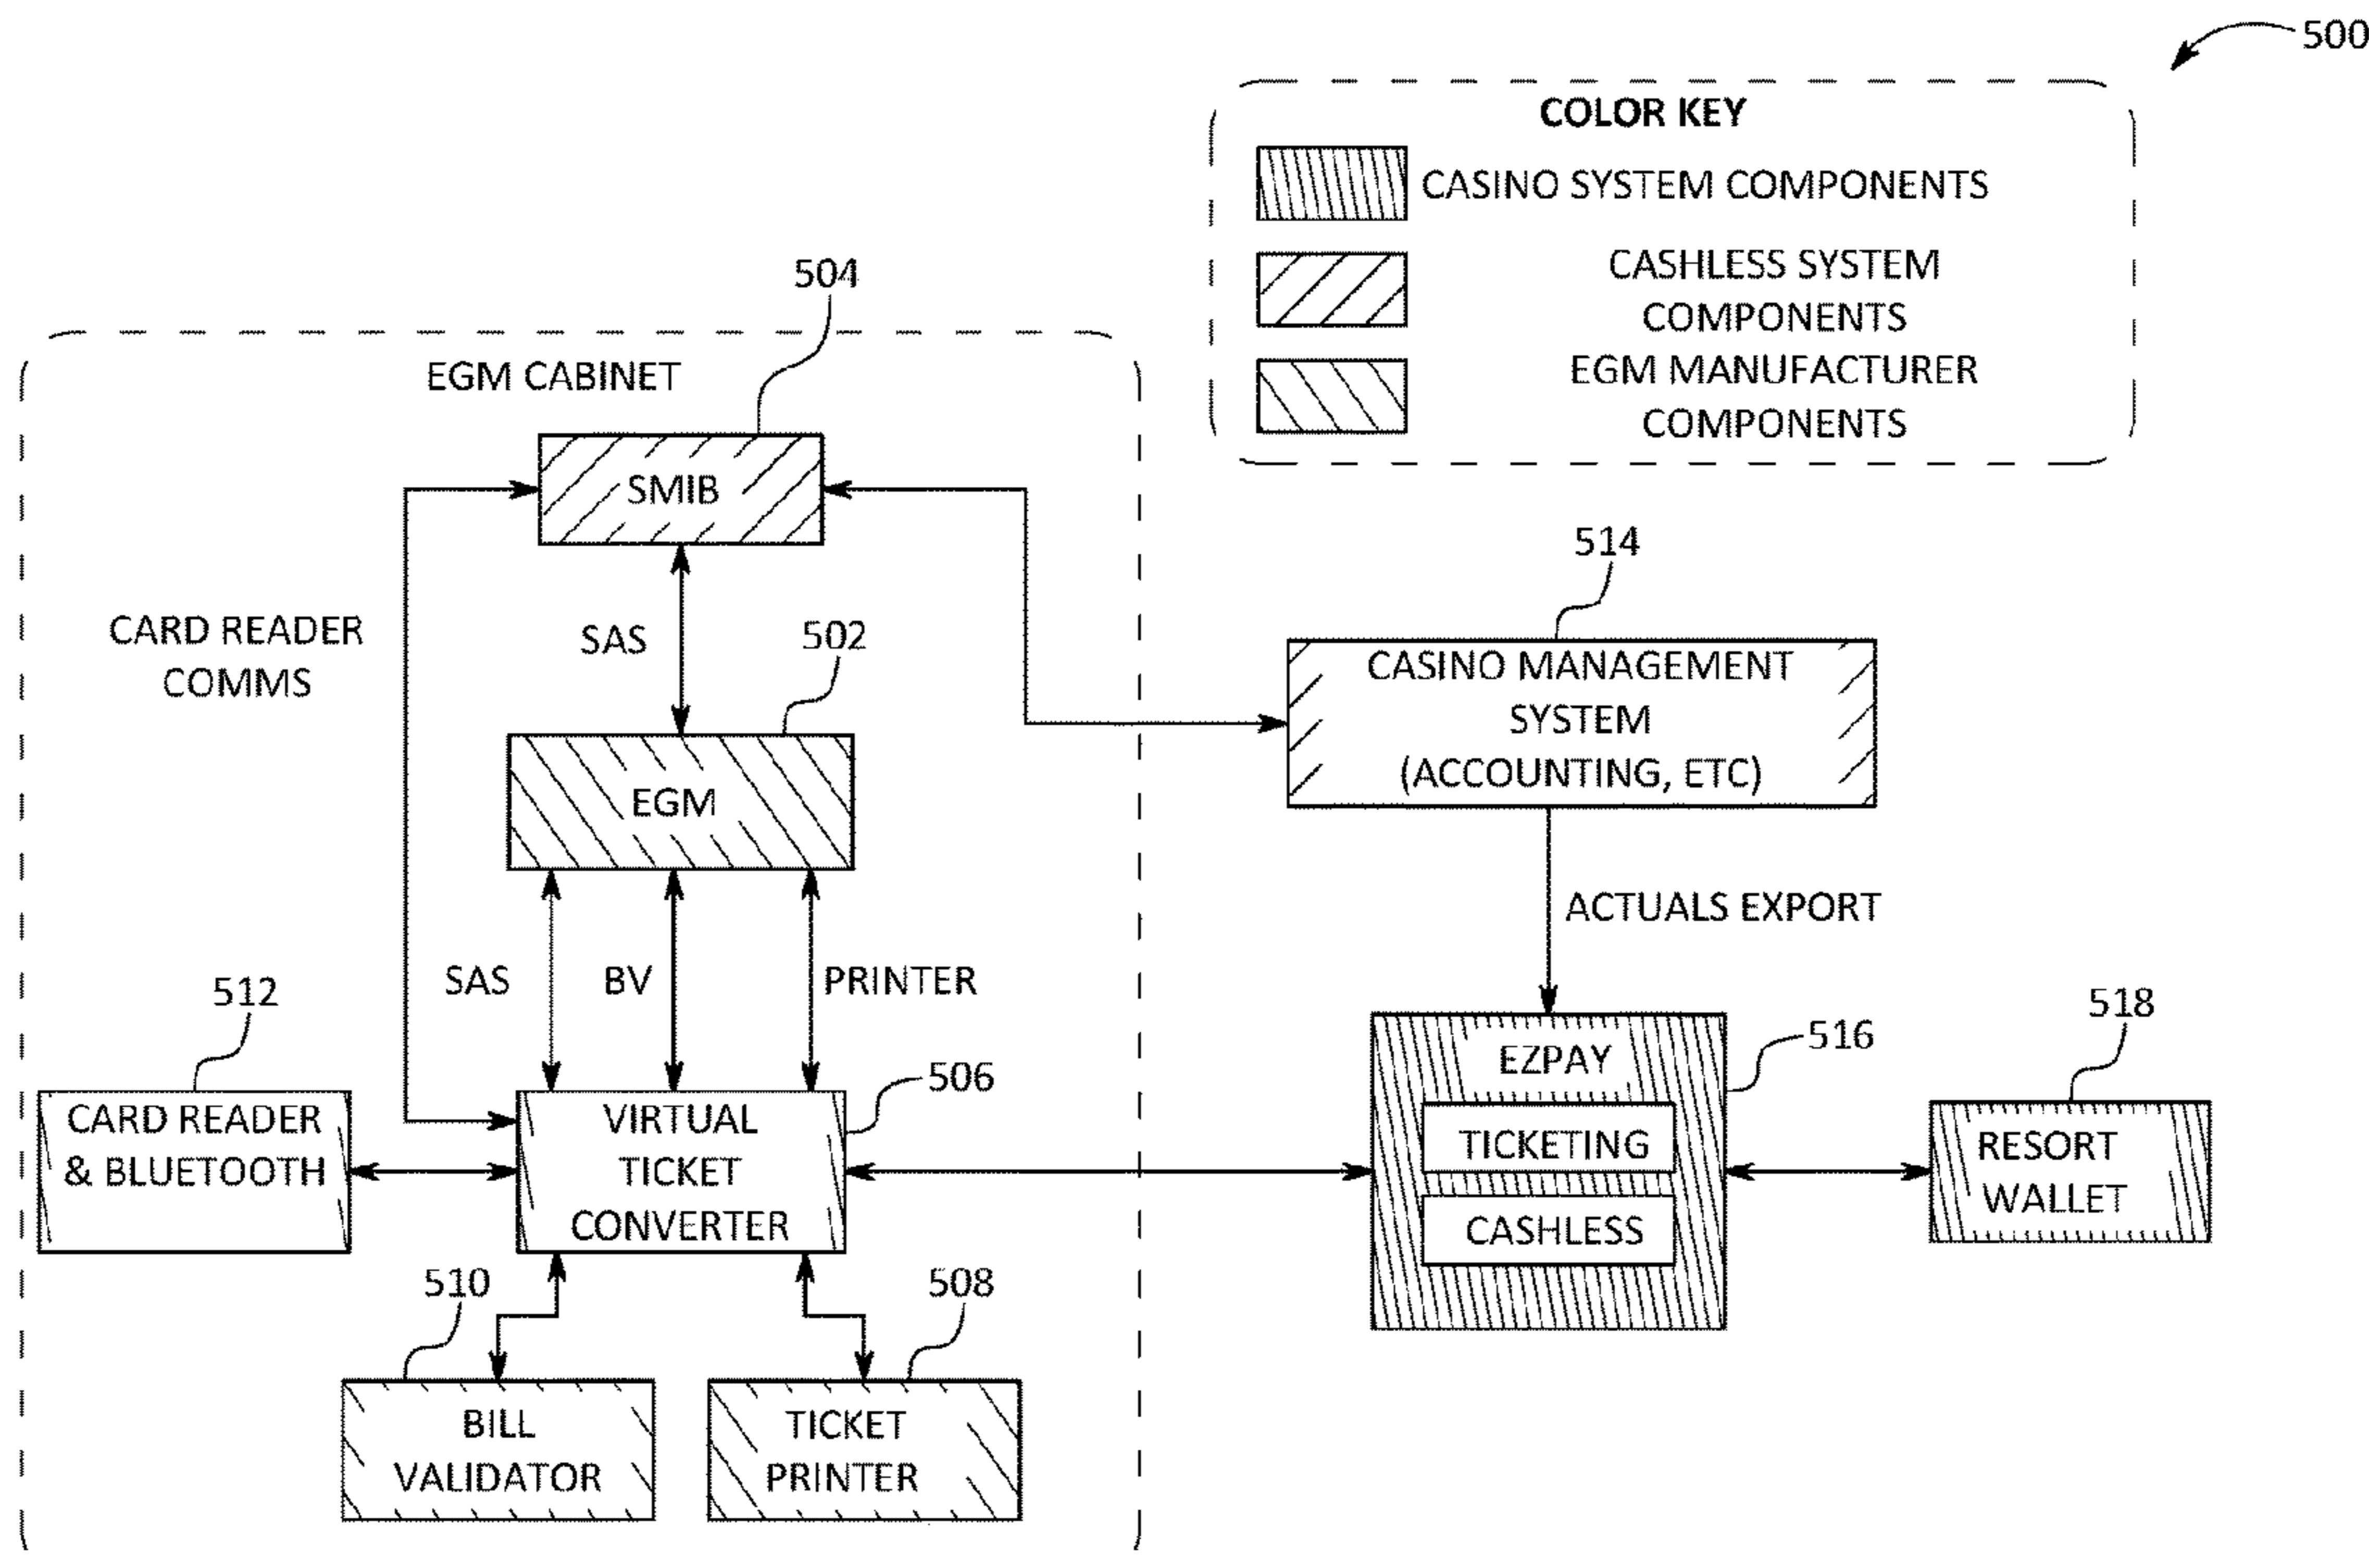 500
COLOR KEY
CASINO SYSTEM COMPONENTS
CASHLESS SYSTEM
COMPONENTS
EGM MANUFACTURER
COMPONENTS
504
EGM CABINET
SMIB
514
CARD READER
COMMS
SAS
502
CASINO MANAGEMENT
SYSTEM
(ACCOUNTING, ETC)
EGM
ACTUALS EXPORT
SAS
BV
PRINTER
512
506
516
518
CARD READER
& BLUETOOTH
VIRTUAL
TICKET
CONVERTER
EZPAY
TICKETING
CASHLESS
RESORT
WALLET
510
508
BILL
VALIDATOR
TICKET
PRINTER